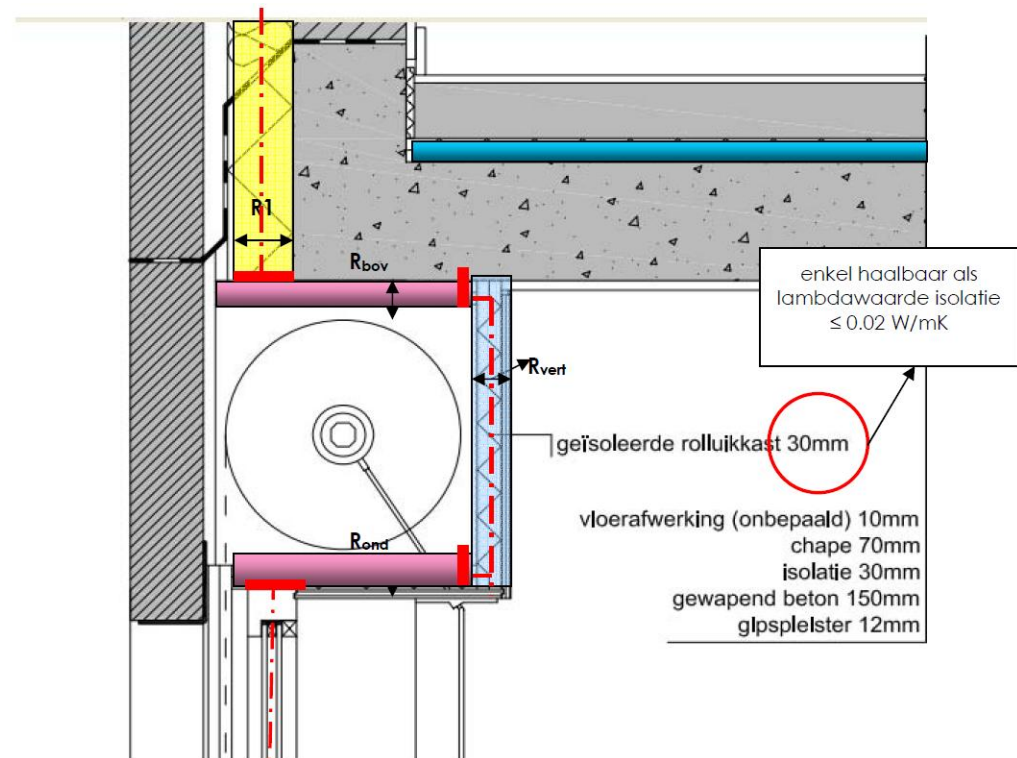 R1
Rbov
enkel haalbaar als
lambdawaarde isolatie
≤ 0.02 W/mK
Rvert
geïsoleerde rolluikkast 30mm
vloerafwerking (onbepaald) 10mm
chape 70mm
isolatie 30mm
gewapend beton 150mm
gipspleister 12mm
Rond